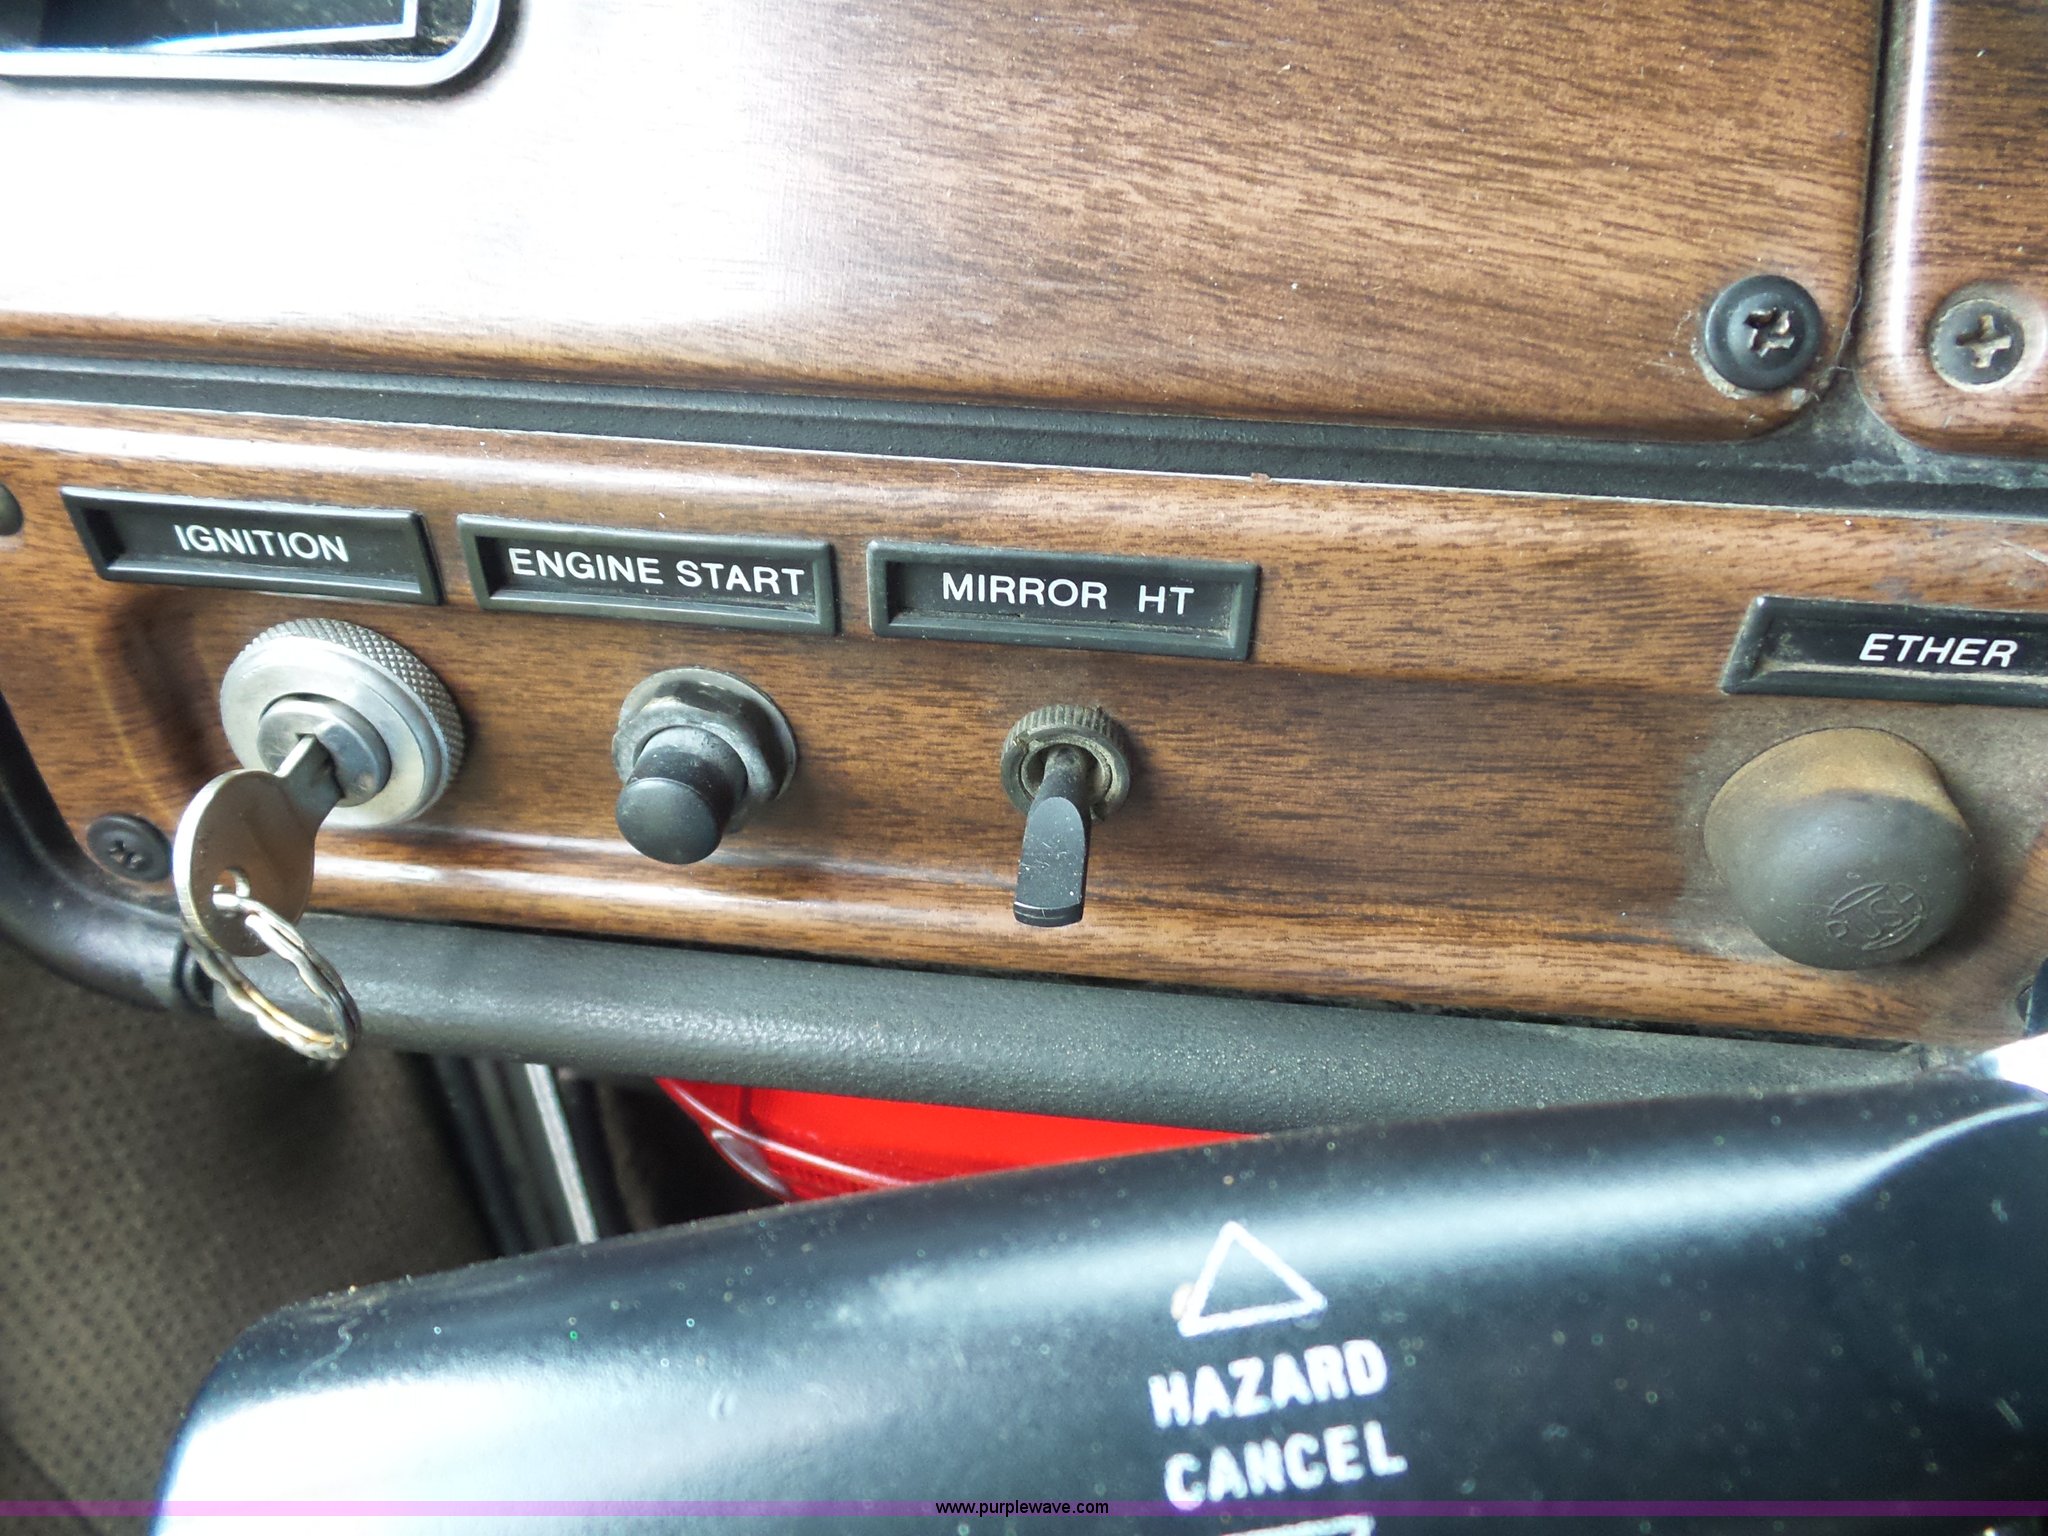 IGNITION
ENGINE START
MIRROR HT
ETHER
HAZARD
CANCEL
www.purplewave.com